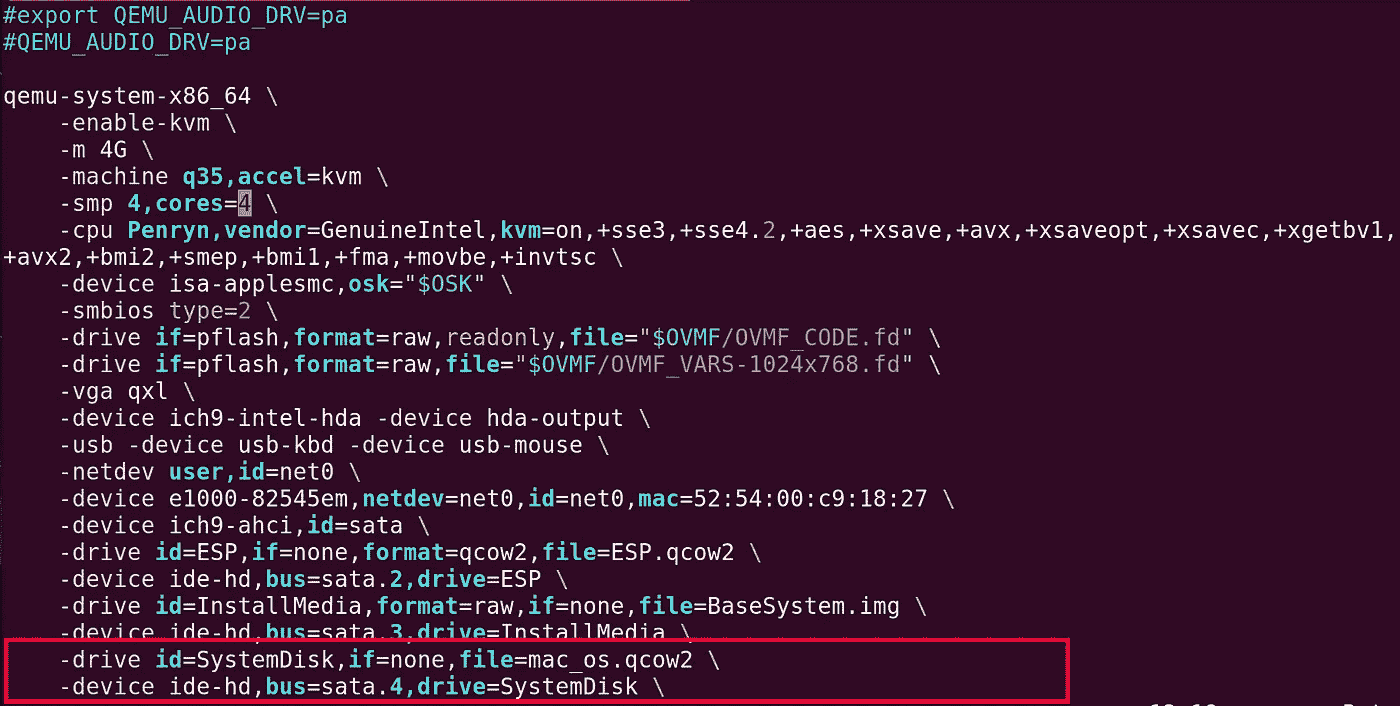 #export QEMU_AUDIO_DRV=pa
#QEMU_AUDIO_DRV=pa
qemu-system-x86_64 \
-enable-kvm \
-m 4G \
-machine q35,accel=kvm \
-smp 4,cores=4 \
-cpu Penryn,vendor=GenuineIntel,kvm=on,+sse3,+sse4.2,+aes,+xsave,+avx,+xsaveopt,+xsavec,+xgetbv1,
+avx2,+bmi2,+smep,+bmi1,+fma,+movbe,+invtsc \
-device isa-applesmc,osk="$OSK" \
-smbios type=2 \
-drive if=pflash,format=raw,readonly,file="$OVMF/OVMF_CODE.fd" \
-drive if=pflash,format=raw,file="$OVMF/OVMF_VARS-1024x768.fd" \
-vga qxl \
-device ich9-intel-hda -device hda-output \
-usb -device usb-kbd -device usb-mouse \
-netdev user,id=net0 \
-device e1000-82545em,netdev=net0,id=net0,mac=52:54:00:c9:18:27 \
-device ich9-ahci,id=sata \
-drive id=ESP,if=none,format=qcow2,file=ESP.qcow2 \
-device ide-hd,bus=sata.2,drive=ESP \
-drive id=InstallMedia,format=raw,if=none,file=BaseSystem.img \
-device ide-hd,bus=sata.3,drive=InstallMedia \
-drive id=SystemDisk,if=none,file=mac_os.qcow2 \
-device ide-hd,bus=sata.4,drive=SystemDisk \